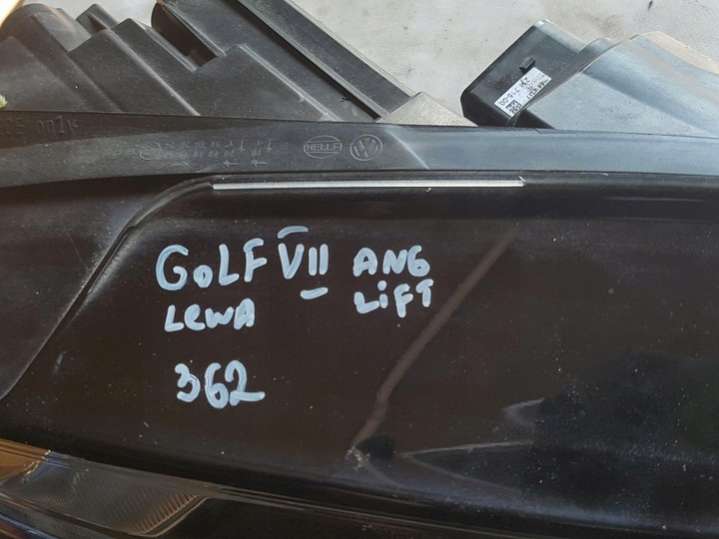 HELLA
GOLF VII ANG
LEWA LIFT
362